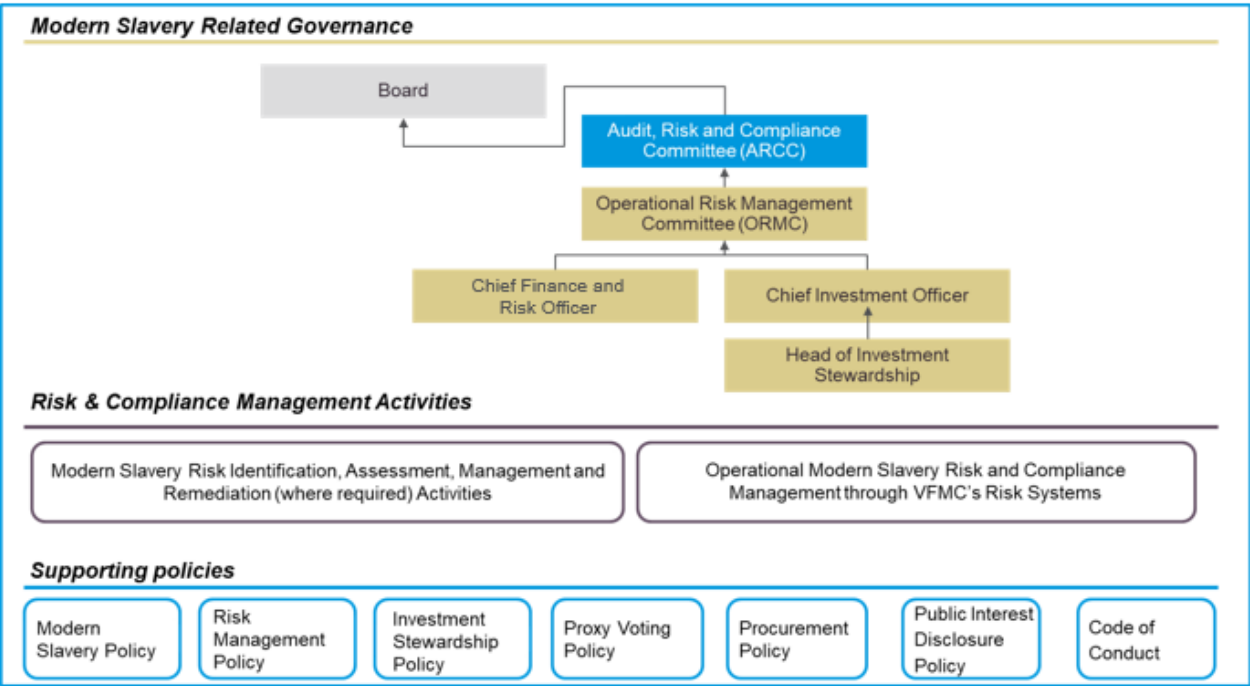 Modern Slavery Related Governance
Board
Audit, Risk and Compliance
Committee (ARCC)
Operational Risk Management
Committee (ORMC)
Chief Finance and
Risk Officer
Chief Investment Officer
Head of Investment
Stewardship
Risk & Compliance Management Activities
Modern Slavery Risk Identification, Assessment, Management and
Remediation (where required) Activities
Operational Modern Slavery Risk and Compliance
Management through VFMC's Risk Systems
Supporting policies
Modern
Slavery Policy
Risk
Management
Policy
Investment
Stewardship
Policy
Proxy Voting
Policy
Procurement
Policy
Public Interest
Disclosure
Policy
Code of
Conduct